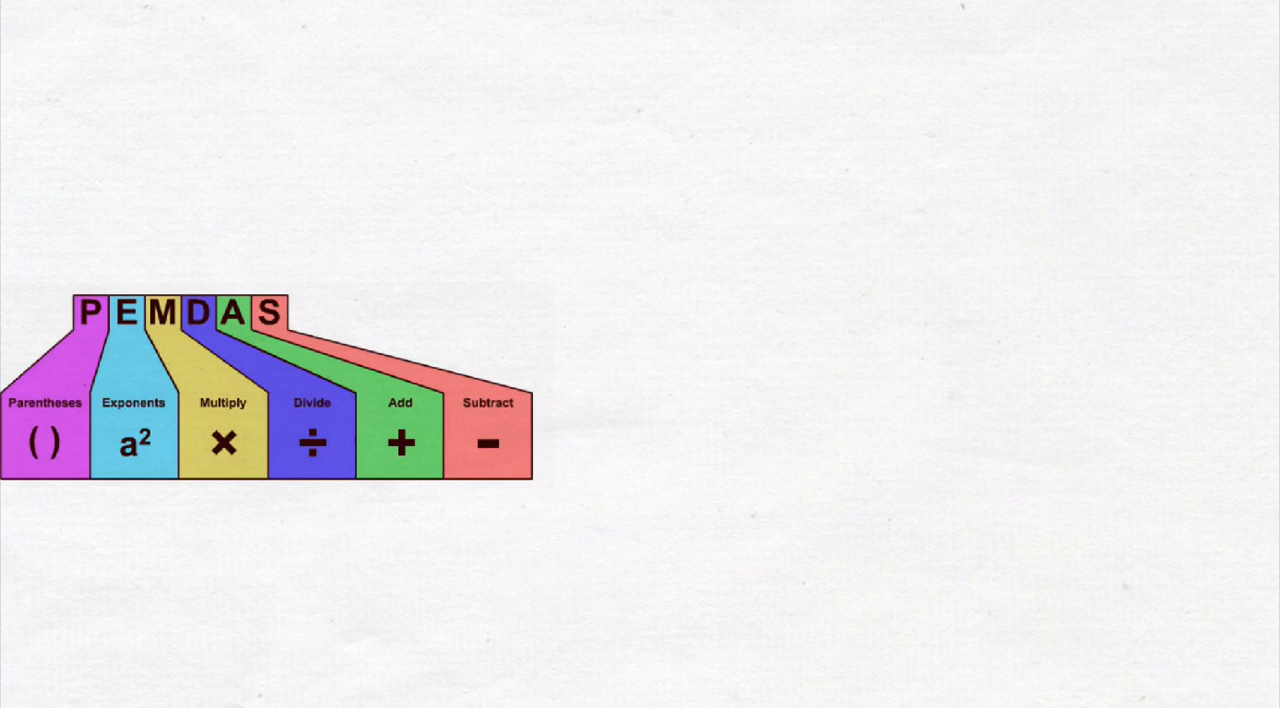 PEMDAS
Parentheses Exponents Multiply Divide Add Subtract
( ) a² × ÷ + -